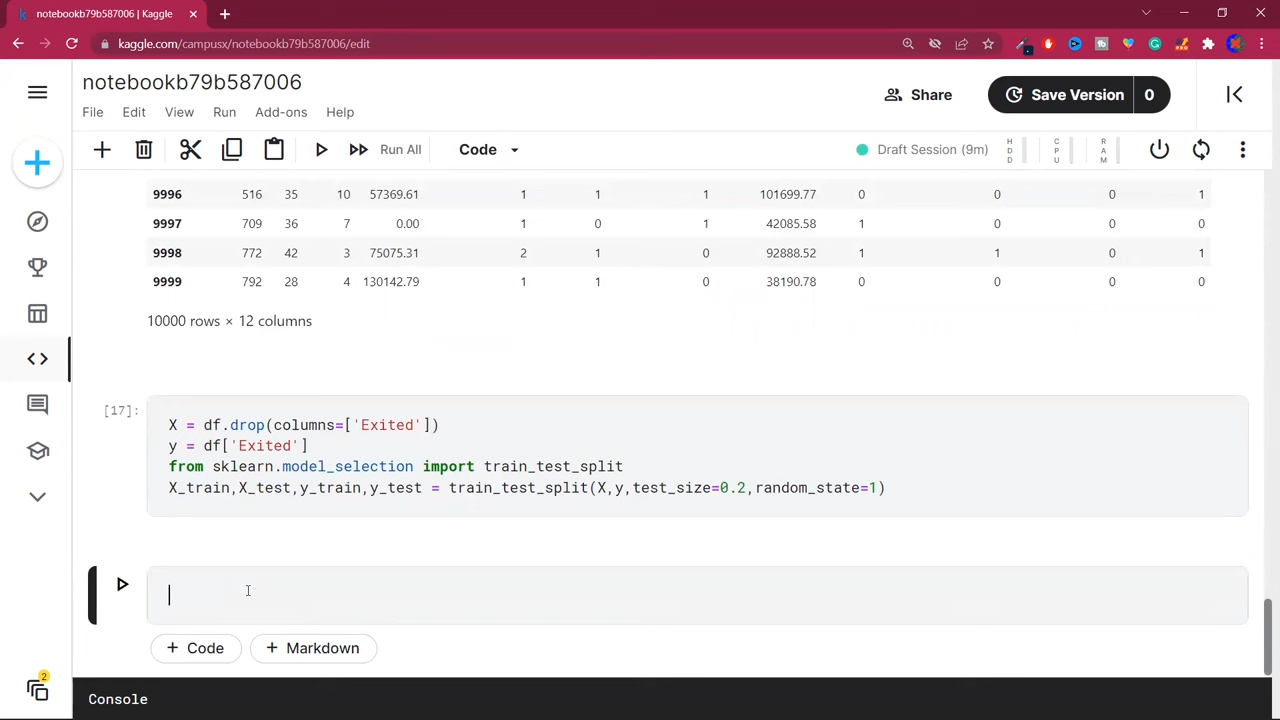 notebookb79b587006 | Kaggle
kaggle.com/campusx/notebookb79b587006/edit
notebookb79b587006
File Edit View Run Add-ons Help
Share
Save Version 0
Run All
Code
Draft Session (9m)
HDD
CPU
RAM
9996 516 35 10 57369.61 1 1 1 101699.77 0 0 0 1
9997 709 36 7 0.00 1 0 1 42085.58 1 0 0 0
9998 772 42 3 75075.31 2 1 0 92888.52 1 1 0 1
9999 792 28 4 130142.79 1 1 0 38190.78 0 0 0 0
10000 rows × 12 columns
[17]:
X = df.drop(columns=['Exited'])
y = df['Exited']
from sklearn.model_selection import train_test_split
X_train,X_test,y_train,y_test = train_test_split(X,y,test_size=0.2,random_state=1)
+ Code
+ Markdown
2
Console